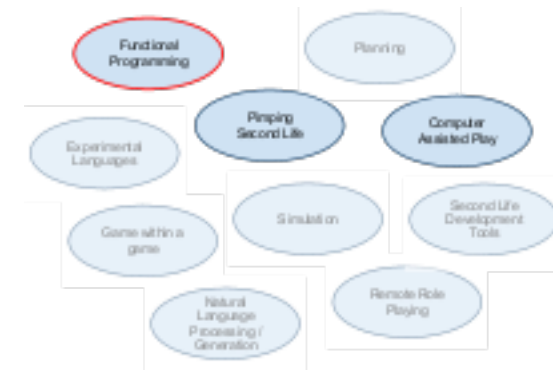 Functional
Programming
Planning
Pimping
Second Life
Computer
Assisted Play
Experimental
Languages
Simulation
Second Life
Development
Tools
Game within a
game
Remote Role
Playing
Natural
Language
Processing /
Generation